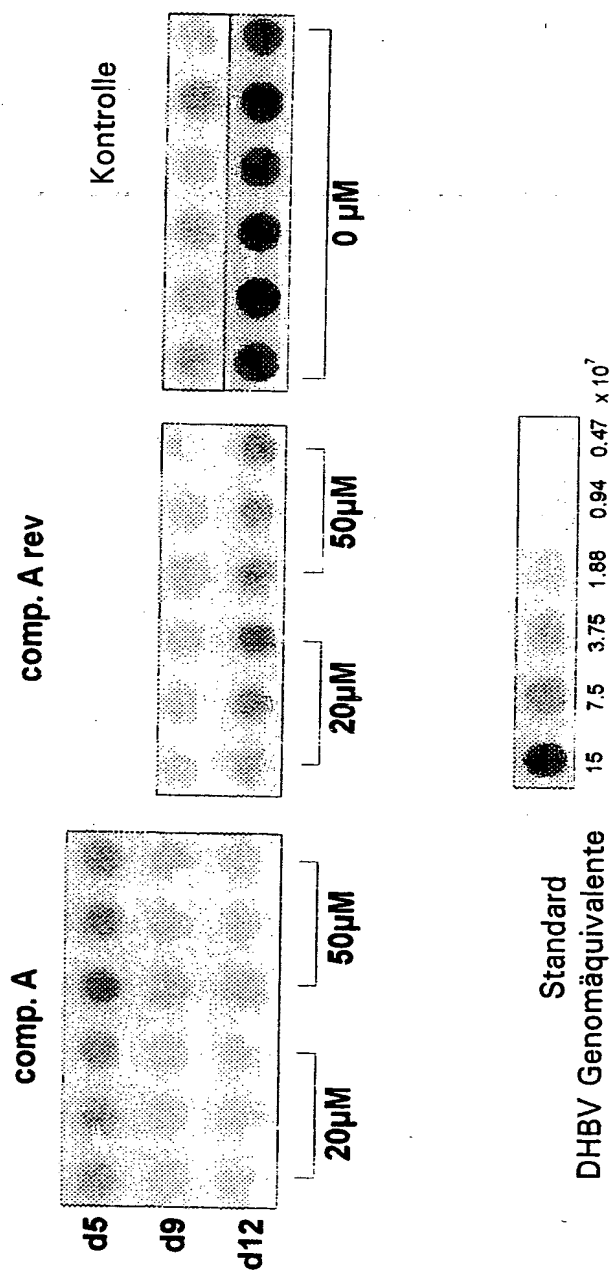 comp. A
comp. A rev
Kontrolle
d5
d9
d12
20µM
50µM
20µM
50µM
0 µM
Standard
DHBV Genomäquivalente
15 7.5 3.75 1.88 0.94 0.47 x 10⁷